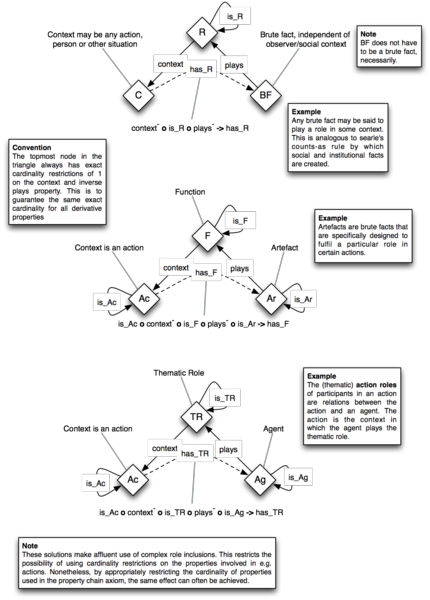 is_R
R
Context may be any action,
person or other situation
Brute fact, independent of
observer/social context
Note
BF does not have
to be a brute fact,
necessarily.
context
has_R
plays
C
BF
context⁻ o is_R o plays⁻ -> has_R
Example
Any brute fact may be said to
play a role in some context.
This is analogous to searle's
counts-as rule by which
social and institutional facts
are created.
Convention
The topmost node in the
triangle always has exact
cardinality restrictions of 1
on the context and inverse
plays property. This is to
guarantee the same exact
cardinality for all derivative
properties
Function
is_F
F
Example
Artefacts are brute facts that
are specifically designed to
fulfil a particular role in
certain actions.
Context is an action
Artefact
context
has_F
plays
is_Ac
Ac
Ar
is_Ar
is_Ac o context⁻ o is_F o plays⁻ o is_Ar -> has_F
Thematic Role
is_TR
TR
Example
The (thematic) action roles
of participants in an action
are relations between the
action and an agent. The
action is the context in
which the agent plays the
thematic role.
Context is an action
Agent
context
has_TR
plays
is_Ac
Ac
Ag
is_Ag
is_Ac o context⁻ o is_TR o plays⁻ o is_Ag -> has_TR
Note
These solutions make affluent use of complex role inclusions. This restricts the
possibility of using cardinality restrictions on the properties involved in e.g.
actions. Nonetheless, by appropriately restricting the cardinality of properties
used in the property chain axiom, the same effect can often be achieved.